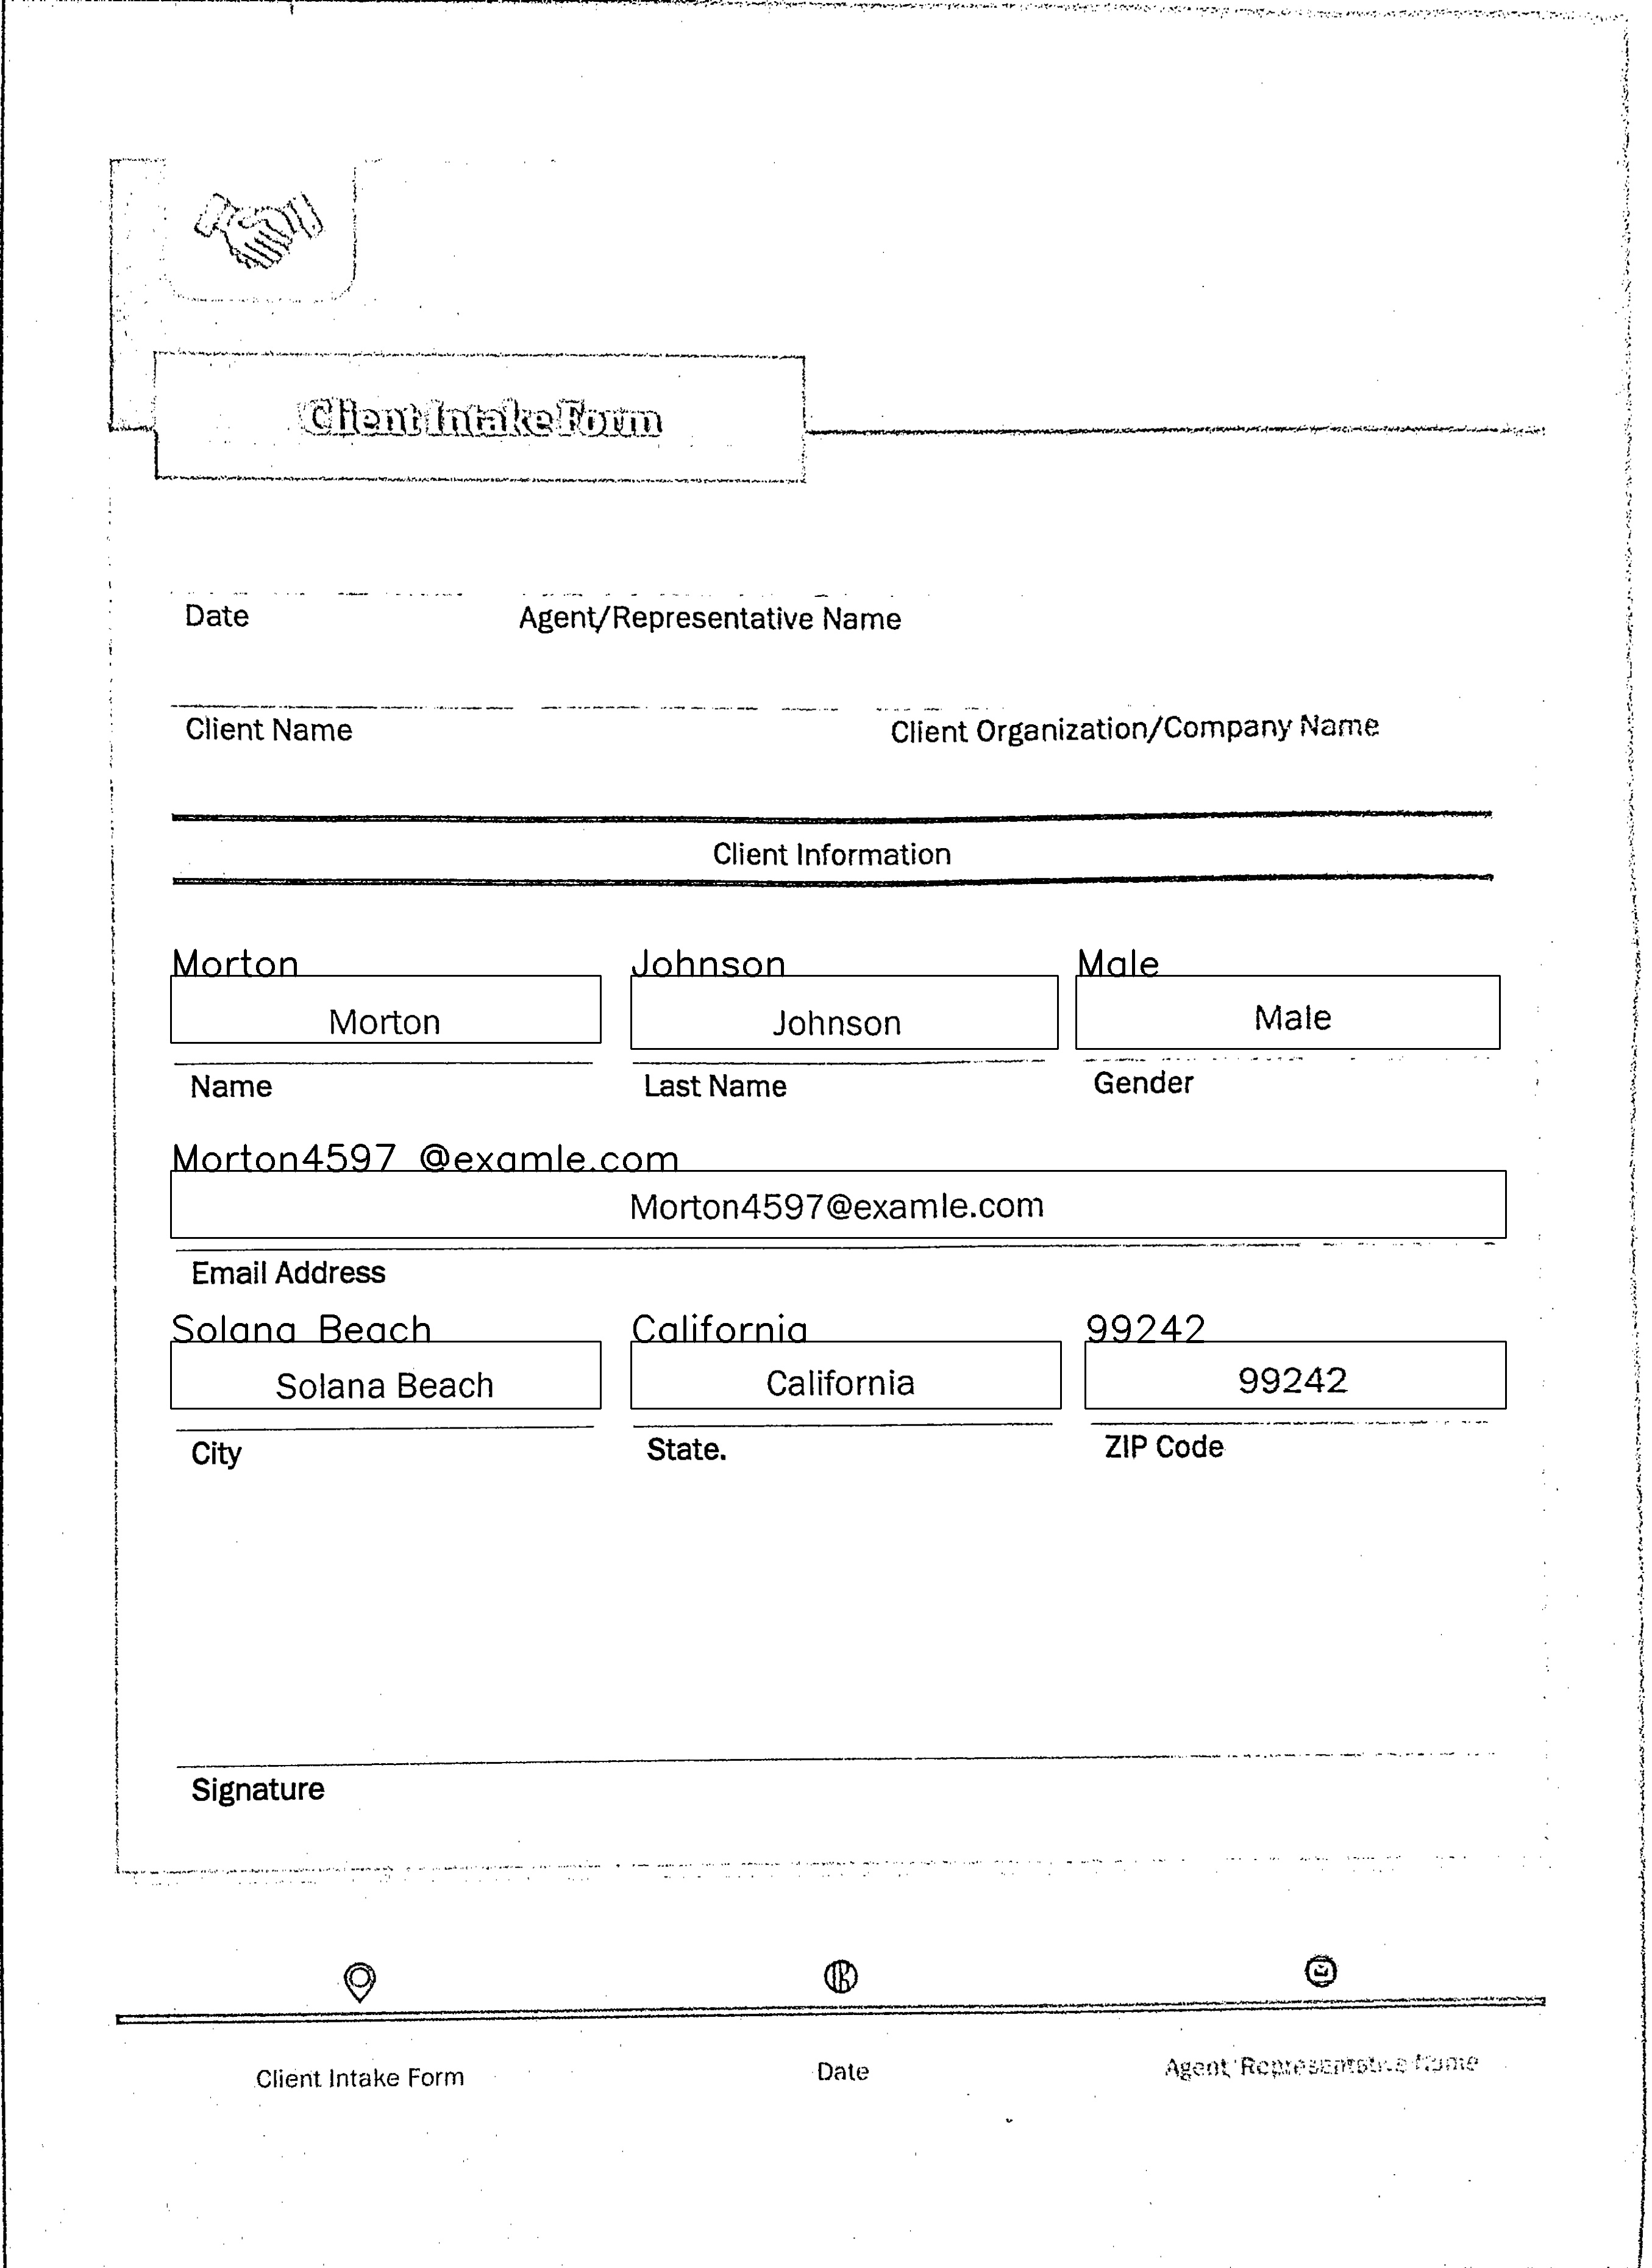 Client Intake Form
Date Agent/Representative Name
Client Name Client Organization/Company Name
Client Information
Morton Johnson Male
Morton Johnson Male
Name Last Name Gender
Morton4597 @examle.com
Morton4597@examle.com
Email Address
Solana Beach California 99242
Solana Beach California 99242
City State. ZIP Code
Signature
Client Intake Form Date Agent Representative Name